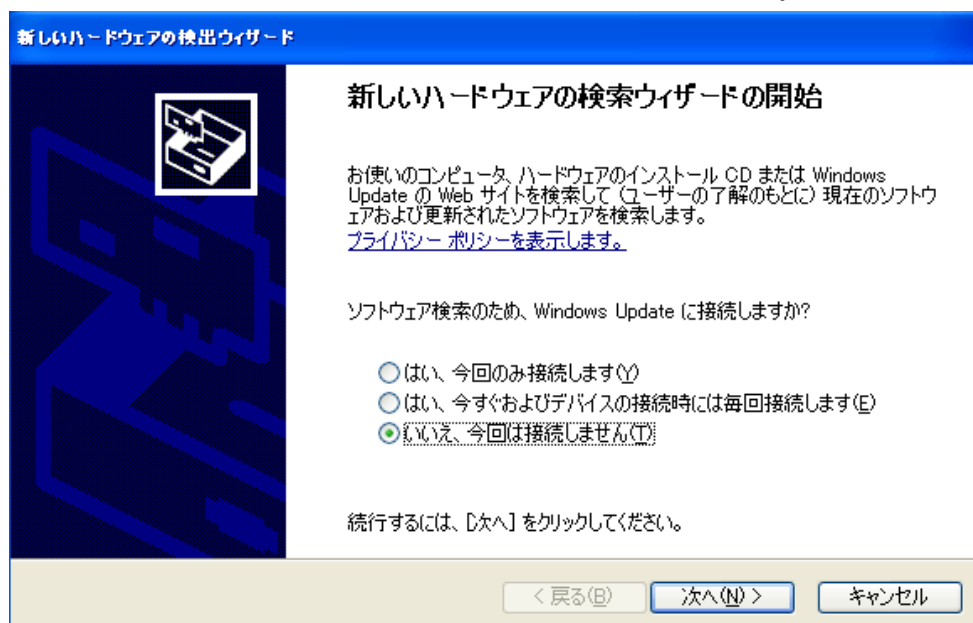 新しいハードウェアの検出ウィザード
新しいハードウェアの検索ウィザードの開始
お使いのコンピュータ、ハードウェアのインストール CD または Windows
Update の Web サイトを検索して (ユーザーの了解のもとに) 現在のソフトウ
ェアおよび更新されたソフトウェアを検索します。
プライバシー ポリシーを表示します。
ソフトウェア検索のため、Windows Update に接続しますか?
はい、今回のみ接続します(Y)
はい、今すぐおよびデバイスの接続時には毎回接続します(E)
いいえ、今回は接続しません(T)
続行するには、[次へ] をクリックしてください。
< 戻る(B) 次へ(N) > キャンセル